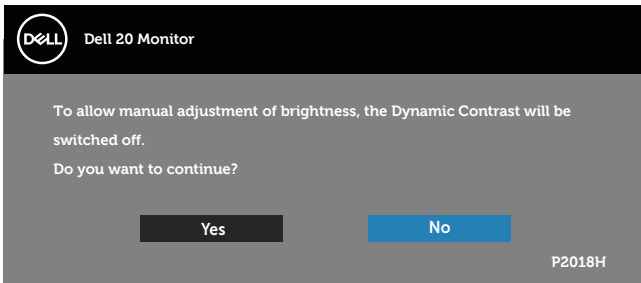 DELL
Dell 20 Monitor
To allow manual adjustment of brightness, the Dynamic Contrast will be
switched off.
Do you want to continue?
Yes No
P2018H